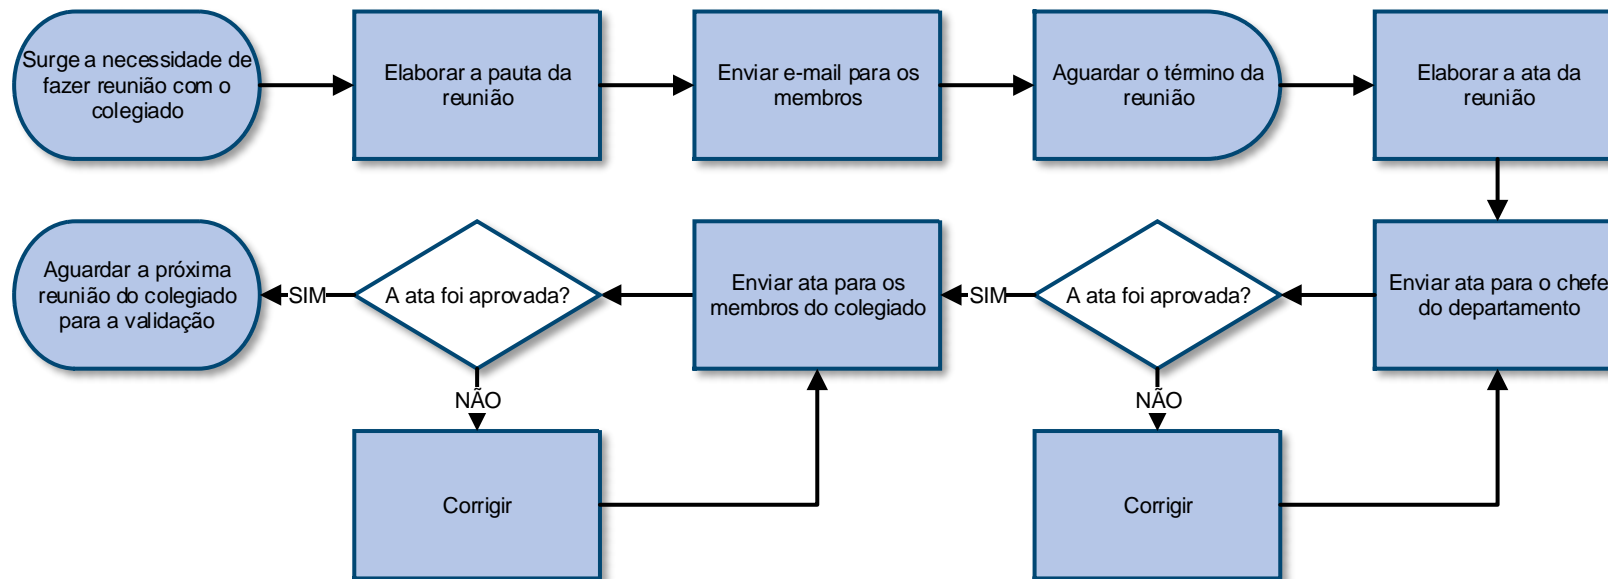 Surge a necessidade de
fazer reunião com o
colegiado
Elaborar a pauta da
reunião
Enviar e-mail para os
membros
Aguardar o término da
reunião
Elaborar a ata da
reunião
Enviar ata para o chefe
do departamento
A ata foi aprovada?
SIM
NÃO
Corrigir
Enviar ata para os
membros do colegiado
A ata foi aprovada?
SIM
NÃO
Corrigir
Aguardar a próxima
reunião do colegiado
para a validação